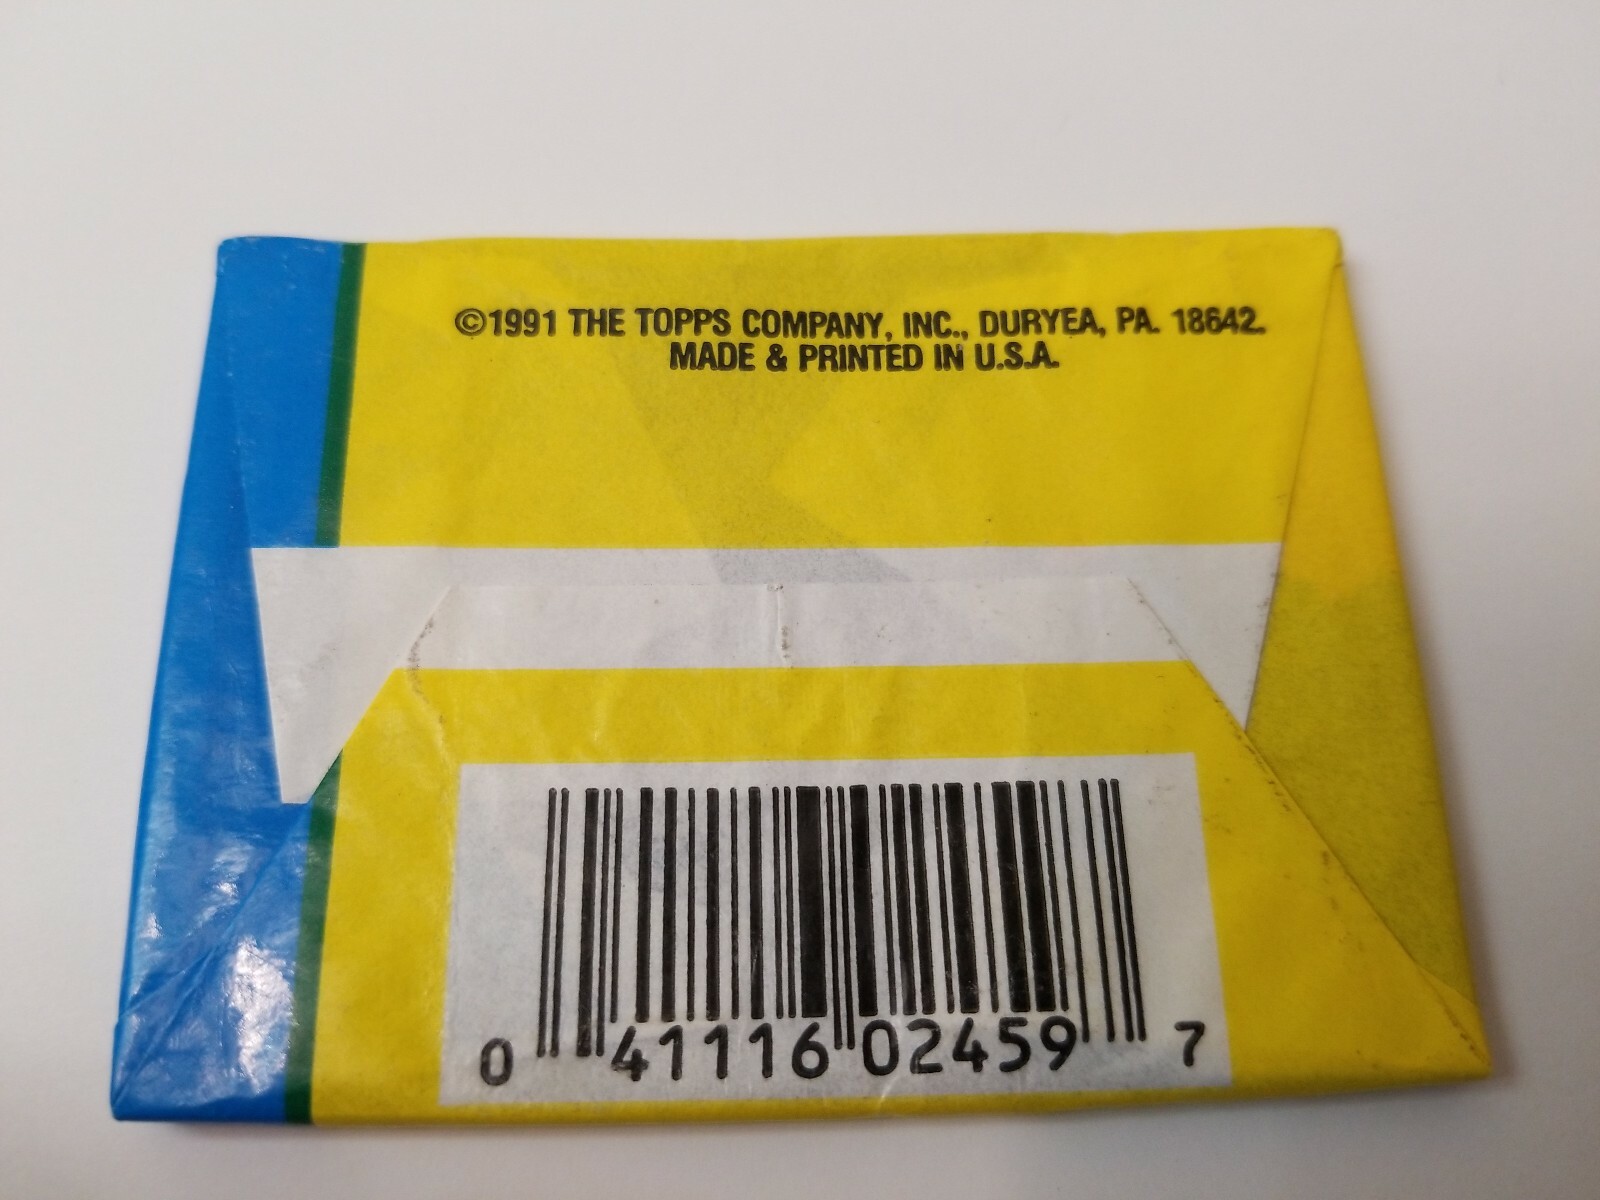 ©1991 THE TOPPS COMPANY, INC., DURYEA, PA. 18642.
MADE & PRINTED IN U.S.A.
0 41116 02459 7